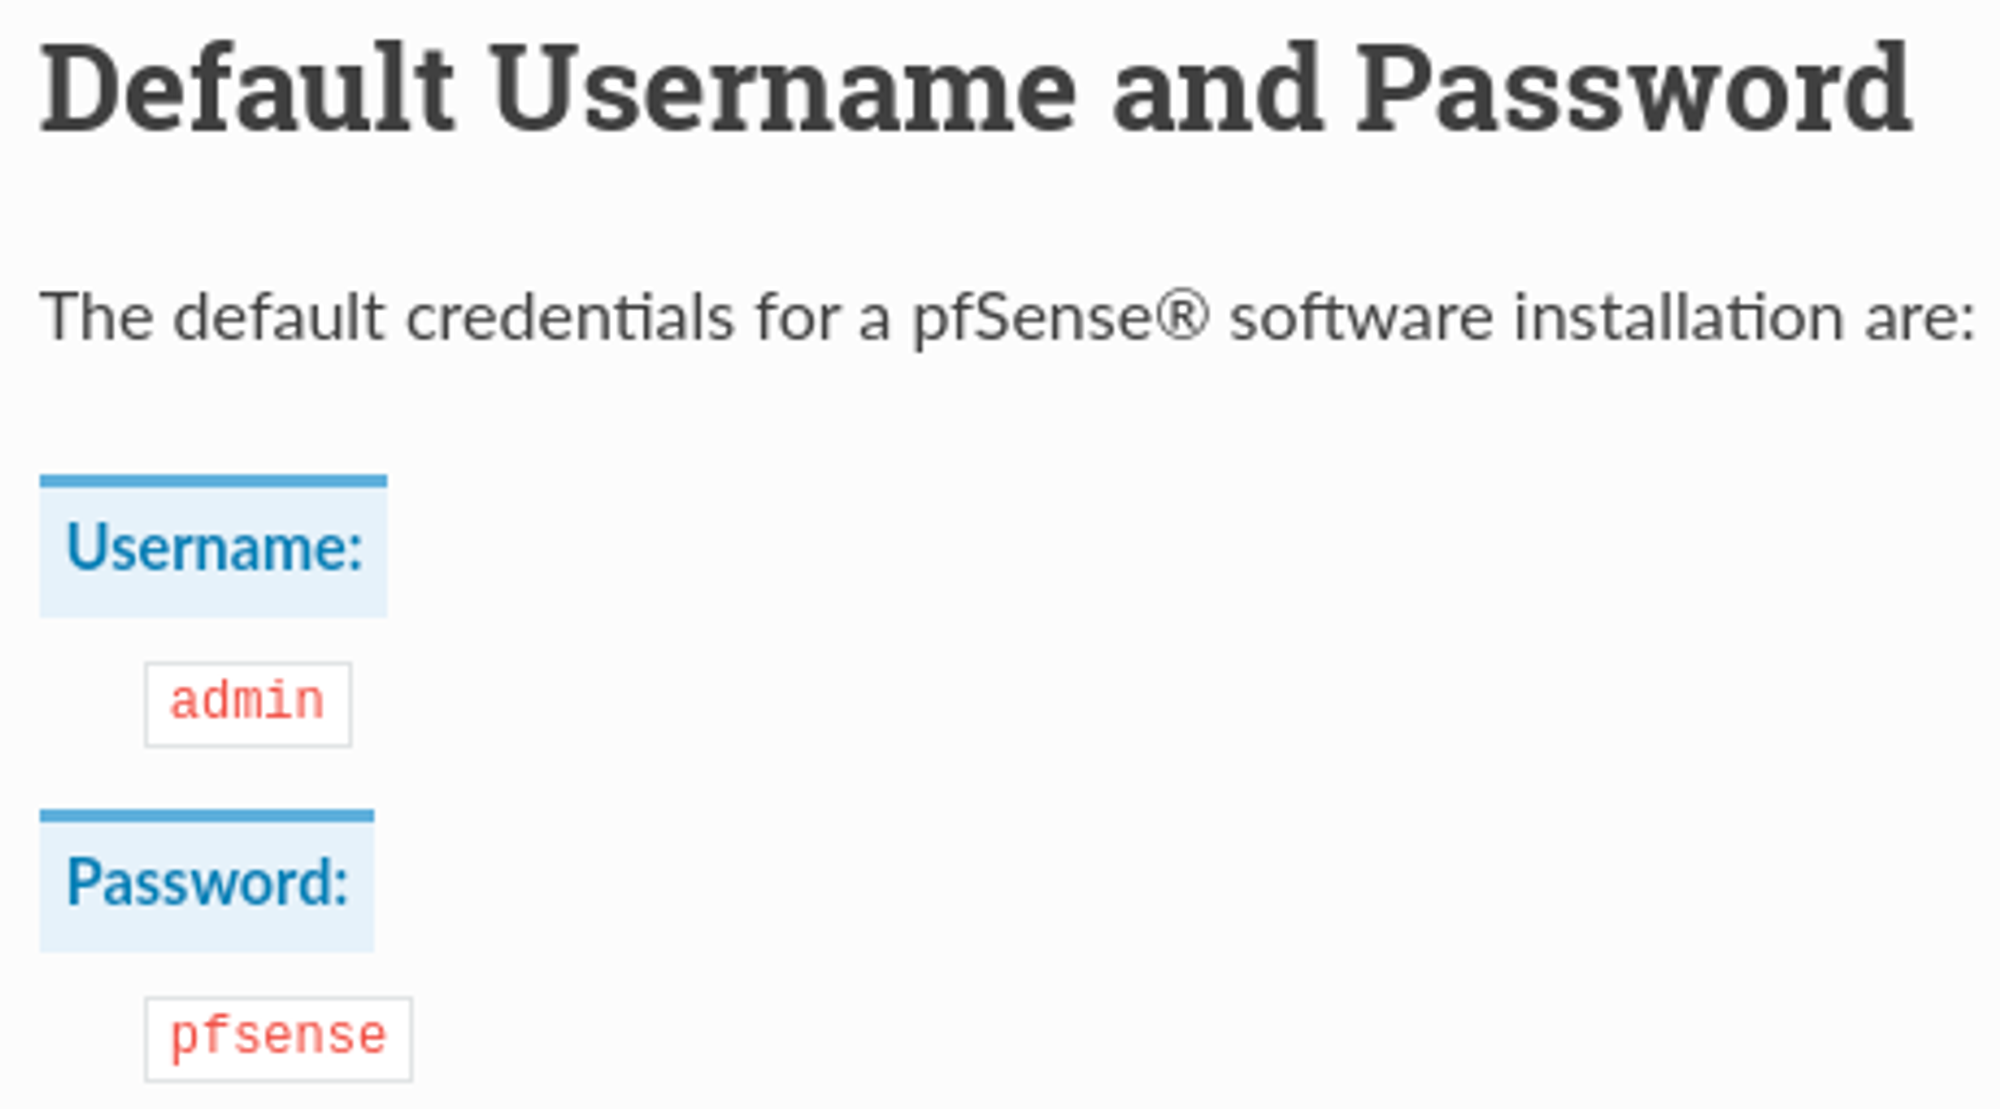 Default Username and Password
The default credentials for a pfSense® software installation are:
Username:
admin
Password:
pfsense